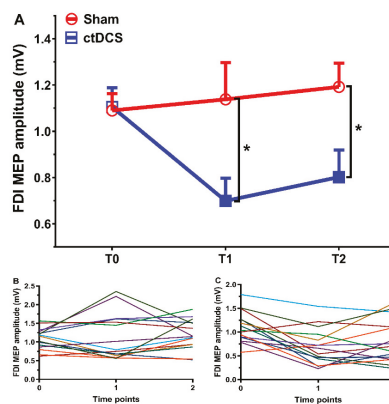 A
Sham
ctDCS
FDI MEP amplitude (mV)
1.4
1.2
1.0
0.8
0.6
*
*
T0
T1
T2
B
FDI MEP amplitude (mV)
2.5
2.0
1.5
1.0
0.5
0.0
0
1
2
Time points
C
FDI MEP amplitude (mV)
2.0
1.5
1.0
0.5
0.0
0
1
Time points